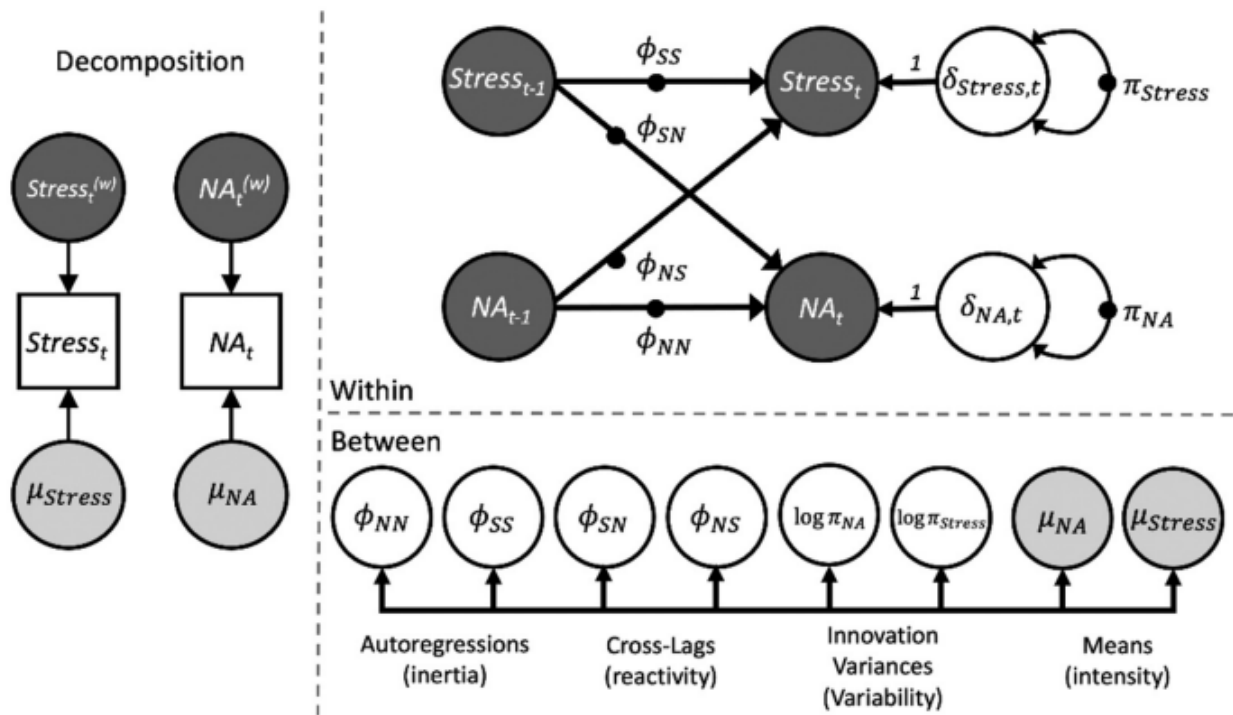 Decomposition
Stress_t^(w)
NA_t^(w)
Stress_t
NA_t
μ_Stress
μ_NA
Stress_t-1
ϕ_SS
Stress_t
1
δ_Stress,t
π_Stress
ϕ_SN
ϕ_NS
NA_t-1
ϕ_NN
NA_t
1
δ_NA,t
π_NA
Within
Between
ϕ_NN
ϕ_SS
ϕ_SN
ϕ_NS
log π_NA
log π_Stress
μ_NA
μ_Stress
Autoregressions
(inertia)
Cross-Lags
(reactivity)
Innovation
Variances
(Variability)
Means
(intensity)